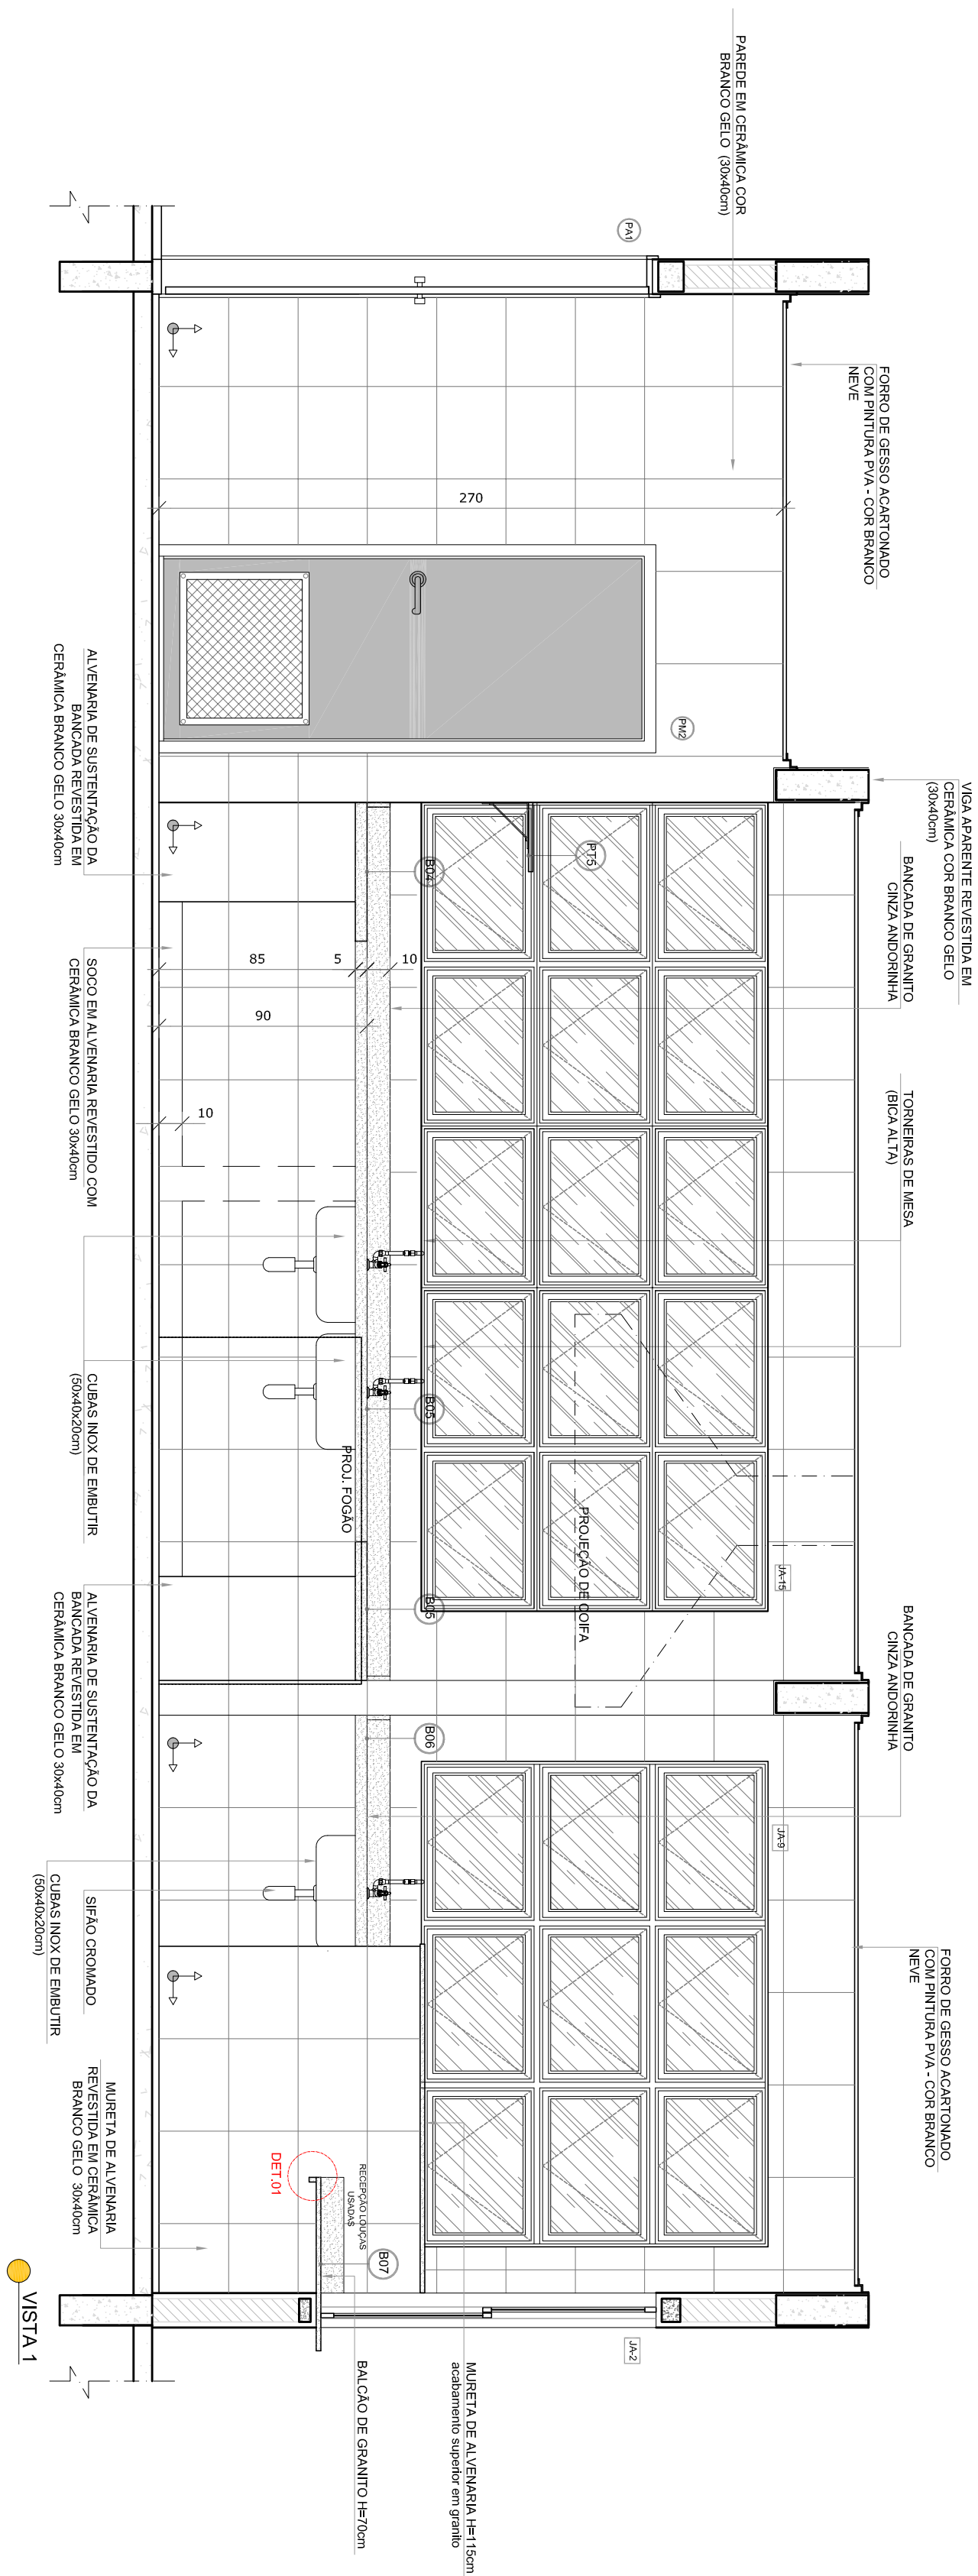 PAREDE EM CERÂMICA COR
BRANCO GELO  (30x40cm)
PA1
FORRO DE GESSO ACARTONADO
COM PINTURA PVA - COR BRANCO
NEVE
270
PM2
VIGA APARENTE REVESTIDA EM
CERÂMICA COR BRANCO GELO
(30x40cm)
BANCADA DE GRANITO
CINZA ANDORINHA
TORNEIRAS DE MESA
(BICA ALTA)
PT5
B04
85
5
10
90
10
ALVENARIA DE SUSTENTAÇÃO DA
BANCADA REVESTIDA EM
CERÂMICA BRANCO GELO 30x40cm
SOCO EM ALVENARIA REVESTIDO COM
CERÂMICA BRANCO GELO 30x40cm
CUBAS INOX DE EMBUTIR
(50x40x20cm)
B05
PROJ. FOGÃO
PROJEÇÃO DE COIFA
JA-15
B05
ALVENARIA DE SUSTENTAÇÃO DA
BANCADA REVESTIDA EM
CERÂMICA BRANCO GELO 30x40cm
BANCADA DE GRANITO
CINZA ANDORINHA
B06
JA-9
CUBAS INOX DE EMBUTIR
(50x40x20cm)
SIFÃO CROMADO
FORRO DE GESSO ACARTONADO
COM PINTURA PVA - COR BRANCO
NEVE
MURETA DE ALVENARIA
REVESTIDA EM CERÂMICA
BRANCO GELO  30x40cm
DET.01
RECEPÇÃO LOUÇAS
USADAS
B07
JA-2
MURETA DE ALVENARIA H=115cm
acabamento superior em granito
BALCÃO DE GRANITO H=70cm
VISTA 1